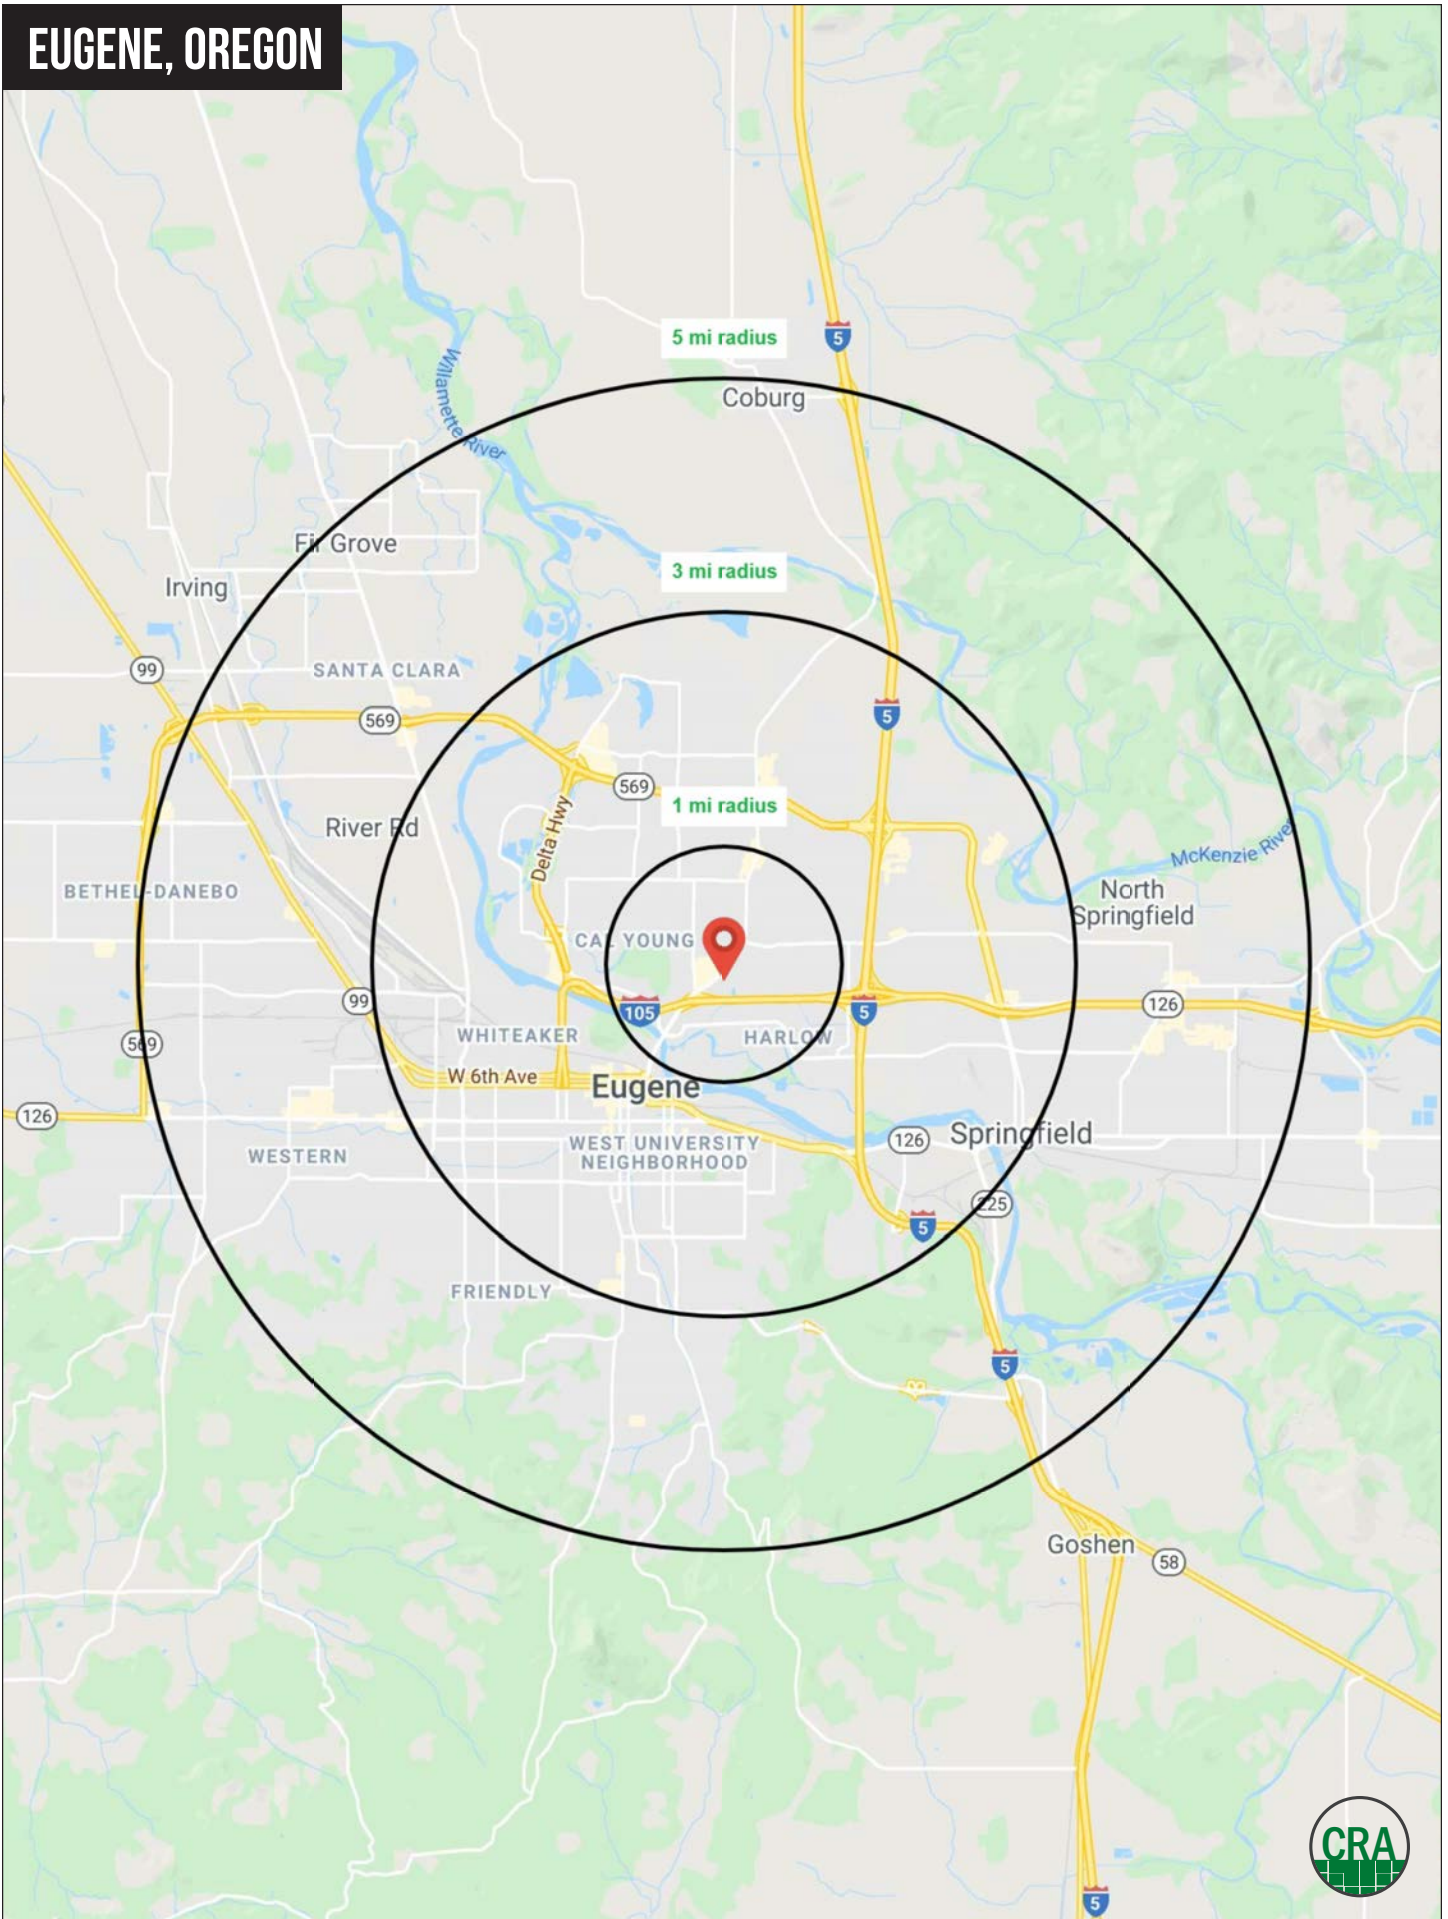 EUGENE, OREGON
5
5 mi radius
Coburg
Willamette River
Fir Grove
3 mi radius
Irving
99
SANTA CLARA
569
5
569
1 mi radius
Delta Hwy
River Rd
McKenzie River
BETHEL-DANEBO
North
Springfield
CAL YOUNG
99
105
5
126
WHITEAKER
HARLOW
569
W 6th Ave
Eugene
126
Springfield
126
WEST UNIVERSITY
NEIGHBORHOOD
WESTERN
225
5
FRIENDLY
5
Goshen
58
CRA
5